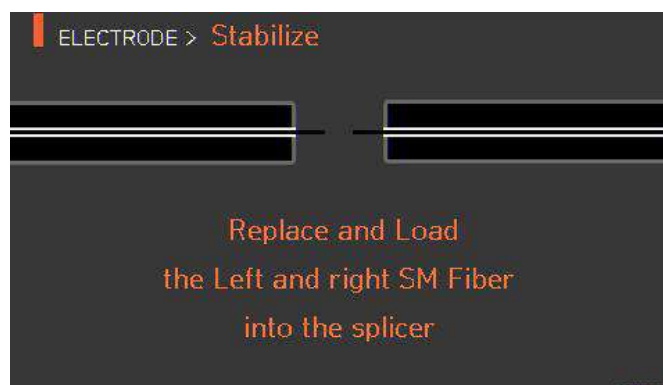 ELECTRODE > Stabilize
Replace and Load
the Left and right SM Fiber
into the splicer